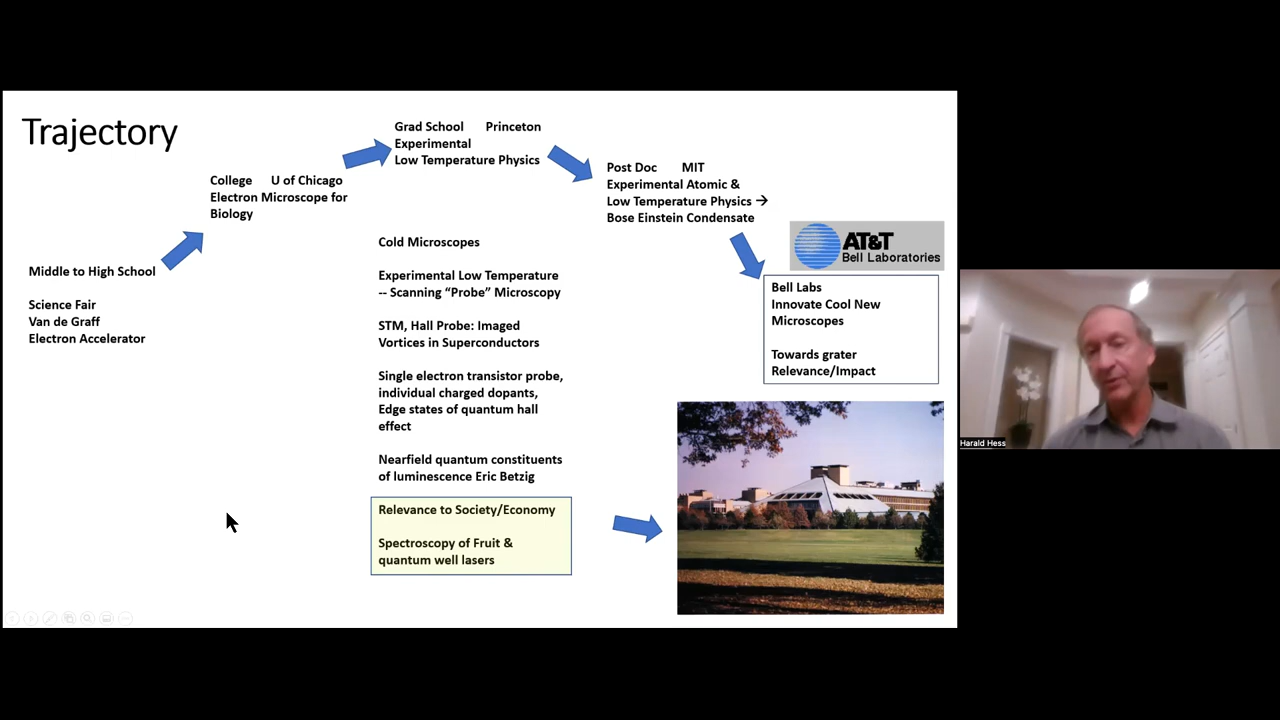 Trajectory
Middle to High School
Science Fair
Van de Graff
Electron Accelerator
College U of Chicago
Electron Microscope for
Biology
Grad School Princeton
Experimental
Low Temperature Physics
Post Doc MIT
Experimental Atomic &
Low Temperature Physics →
Bose Einstein Condensate
AT&T
Bell Laboratories
Bell Labs
Innovate Cool New
Microscopes
Towards grater
Relevance/Impact
Cold Microscopes
Experimental Low Temperature
-- Scanning “Probe” Microscopy
STM, Hall Probe: Imaged
Vortices in Superconductors
Single electron transistor probe,
individual charged dopants,
Edge states of quantum hall
effect
Nearfield quantum constituents
of luminescence Eric Betzig
Relevance to Society/Economy
Spectroscopy of Fruit &
quantum well lasers
Harald Hess